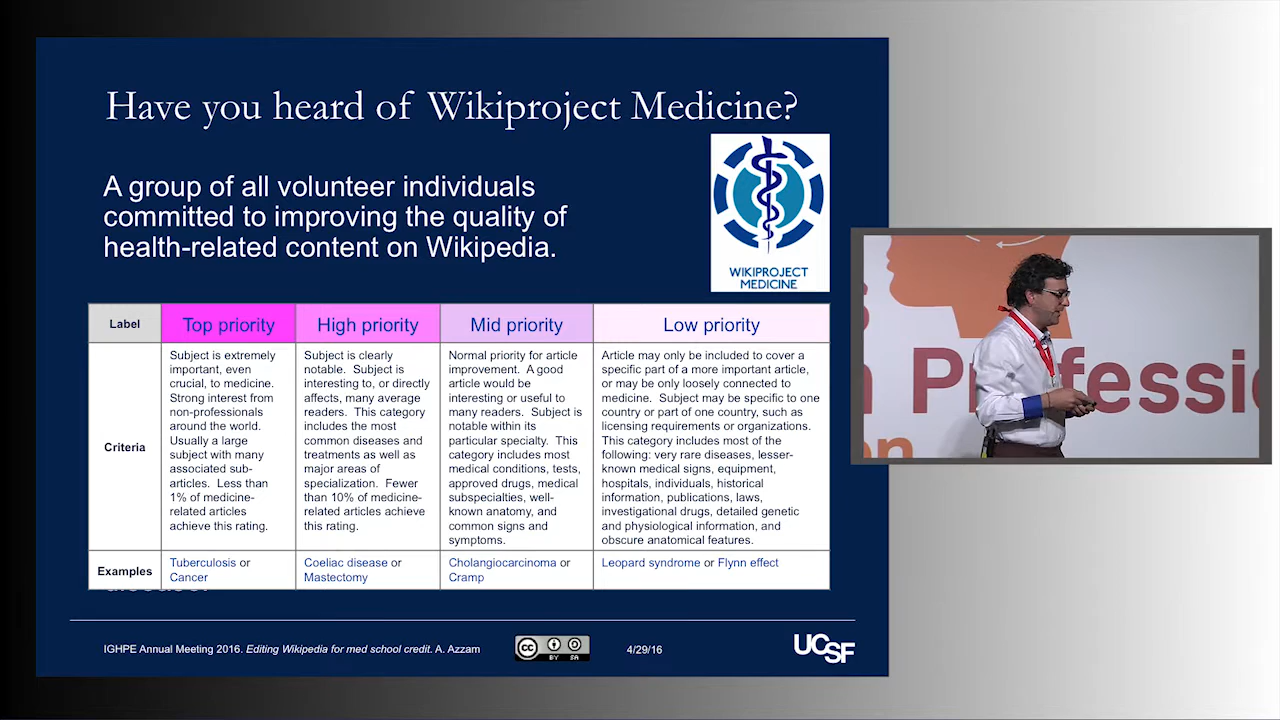 Have you heard of Wikiproject Medicine?
A group of all volunteer individuals
committed to improving the quality of
health-related content on Wikipedia.
WIKIPROJECT
MEDICINE
Label
Top priority
High priority
Mid priority
Low priority
Criteria
Subject is extremely
important, even
crucial, to medicine.
Strong interest from
non-professionals
around the world.
Usually a large
subject with many
associated sub-
articles. Less than
1% of medicine-
related articles
achieve this rating.
Subject is clearly
notable. Subject is
interesting to, or directly
affects, many average
readers. This category
includes the most
common diseases and
treatments as well as
major areas of
specialization. Fewer
than 10% of medicine-
related articles achieve
this rating.
Normal priority for article
improvement. A good
article would be
interesting or useful to
many readers. Subject is
notable within its
particular specialty. This
category includes most
medical conditions, tests,
approved drugs, medical
subspecialties, well-
known anatomy, and
common signs and
symptoms.
Article may only be included to cover a
specific part of a more important article,
or may be only loosely connected to
medicine. Subject may be specific to one
country or part of one country, such as
licensing requirements or organizations.
This category includes most of the
following: very rare diseases, lesser-
known medical signs, equipment,
hospitals, individuals, historical
information, publications, laws,
investigational drugs, detailed genetic
and physiological information, and
obscure anatomical features.
Examples
Tuberculosis or
Cancer
Coeliac disease or
Mastectomy
Cholangiocarcinoma or
Cramp
Leopard syndrome or Flynn effect
IGHPE Annual Meeting 2016. Editing Wikipedia for med school credit. A. Azzam
cc BY SA
4/29/16
UCSF